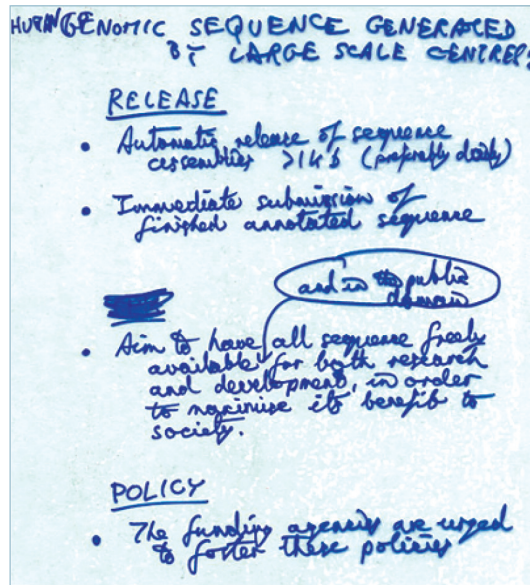 HUMAN GENOMIC SEQUENCE GENERATED
BY LARGE SCALE CENTRES
RELEASE
• Automatic release of sequence
assemblies >1kb (preferably daily)
• Immediate submission of
finished annotated sequence
and in the public
domain
• Aim to have all sequence freely
available for both research
and development, in order
to maximise its benefit to
society.
POLICY
• The funding agencies are urged
to foster these policies